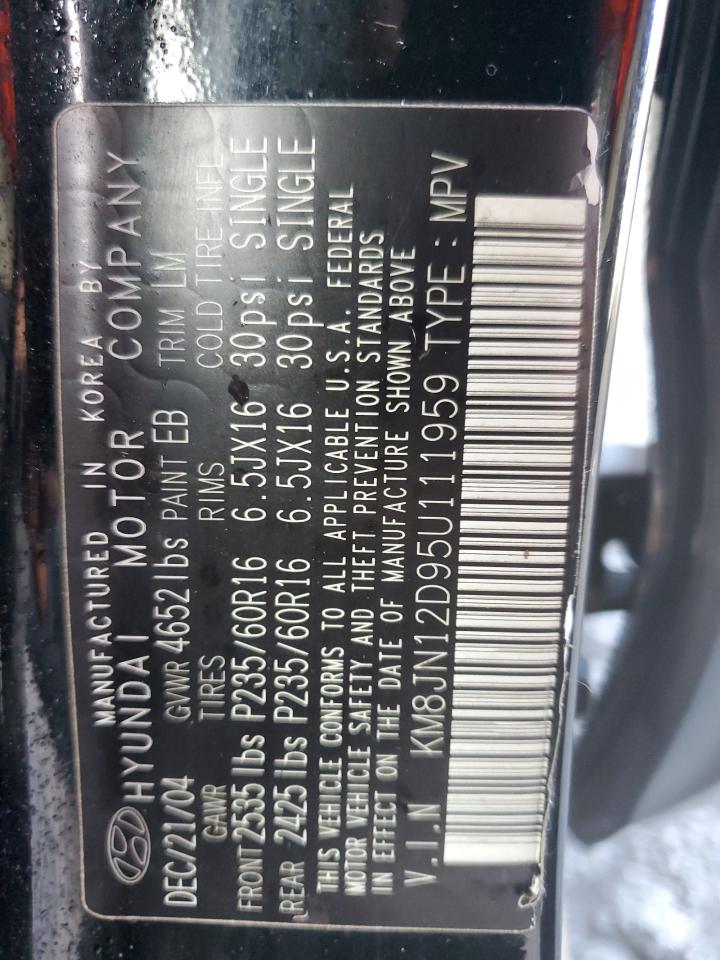 MANUFACTURED IN KOREA BY
HYUNDAI MOTOR COMPANY
DEC/21/04 GVWR 4652lbs PAINT EB TRIM LM
GAWR TIRES RIMS COLD TIRE INFL
FRONT 2535 lbs P235/60R16 6.5JX16 30psi SINGLE
REAR 2425 lbs P235/60R16 6.5JX16 30psi SINGLE
THIS VEHICLE CONFORMS TO ALL APPLICABLE U.S.A. FEDERAL
MOTOR VEHICLE SAFETY AND THEFT PREVENTION STANDARDS
IN EFFECT ON THE DATE OF MANUFACTURE SHOWN ABOVE
V.I.N KM8JN12D95U111959 TYPE : MPV